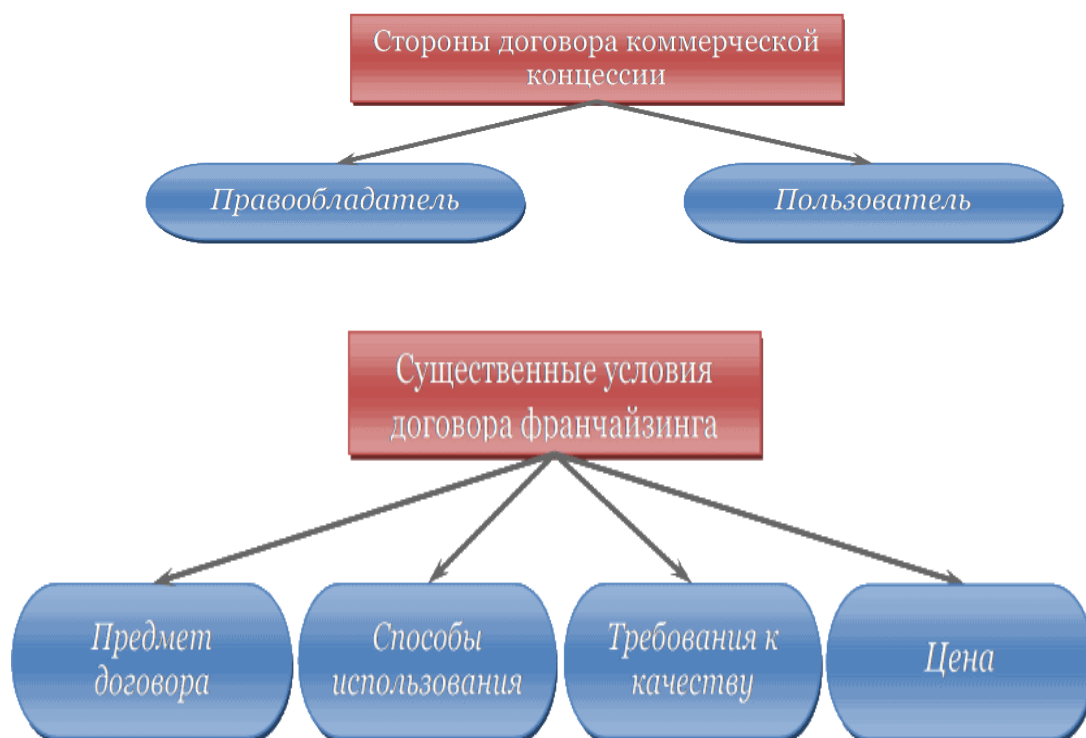 Стороны договора коммерческой
концессии
Правообладатель
Пользователь
Существенные условия
договора франчайзинга
Предмет
договора
Способы
использования
Требования к
качеству
Цена